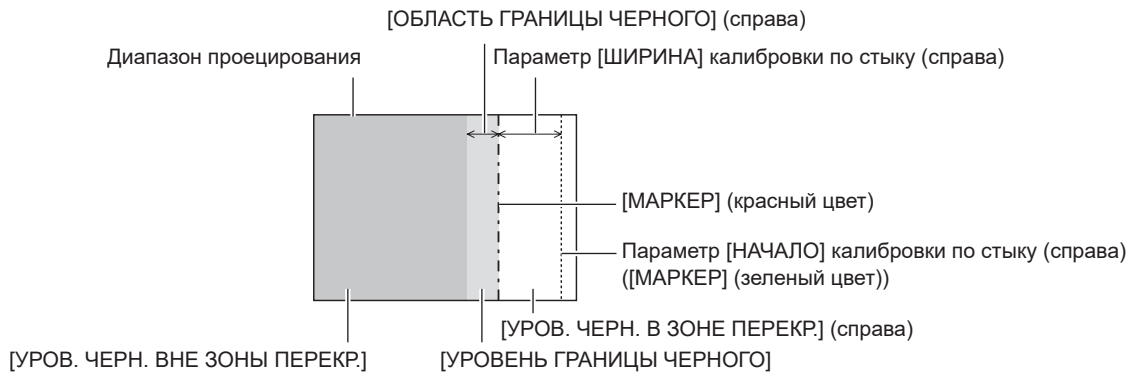 [ОБЛАСТЬ ГРАНИЦЫ ЧЕРНОГО] (справа)
Диапазон проецирования
Параметр [ШИРИНА] калибровки по стыку (справа)
[МАРКЕР] (красный цвет)
Параметр [НАЧАЛО] калибровки по стыку (справа)
([МАРКЕР] (зеленый цвет))
[УРОВ. ЧЕРН. В ЗОНЕ ПЕРЕКР.] (справа)
[УРОВ. ЧЕРН. ВНЕ ЗОНЫ ПЕРЕКР.]
[УРОВЕНЬ ГРАНИЦЫ ЧЕРНОГО]